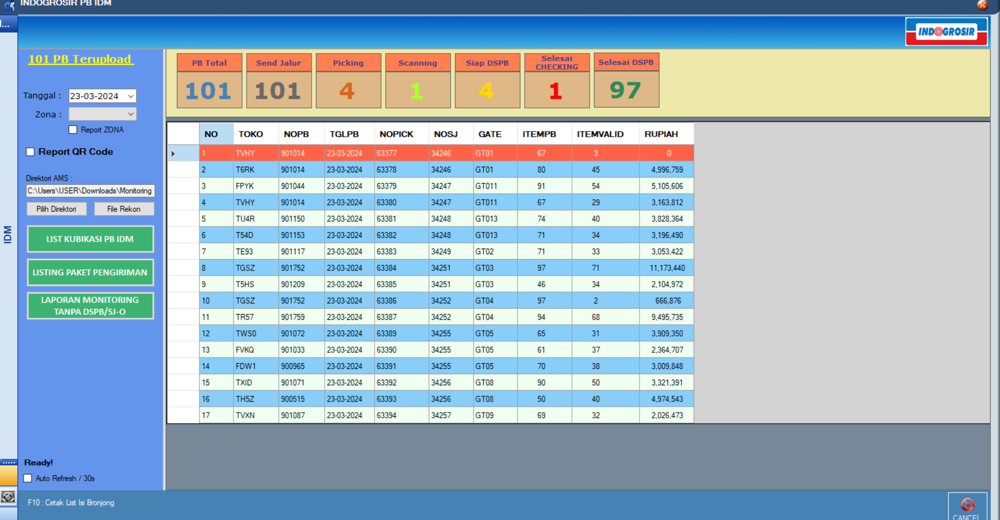 INDOGROSIR PB IDM
I...
INDOGROSIR
101 PB Terupload
Tanggal : 23-03-2024
Zona :
Report ZONA
Report QR Code
Direktori AMS :
C:\Users\USER\Downloads\Monitoring
Pilih Direktori File Rekon
LIST KUBIKASI PB IDM
LISTING PAKET PENGIRIMAN
LAPORAN MONITORING
TANPA DSPB/SJ-O
IDM
Ready!
Auto Refresh / 30s
PB Total Send Jalur Picking Scanning Siap DSPB Selesai CHECKING Selesai DSPB
101 101 4 1 4 1 97
NO TOKO NOPB TGLPB NOPICK NOSJ GATE ITEMPB ITEMVALID RUPIAH
1 TVHY 901014 23-03-2024 63377 34246 GT01 67 3 0
2 T6RK 901014 23-03-2024 63378 34246 GT01 80 45 4,996,759
3 FPYK 901044 23-03-2024 63379 34247 GT011 91 54 5,105,606
4 TVHY 901014 23-03-2024 63380 34247 GT011 67 29 3,163,812
5 TU4R 901150 23-03-2024 63381 34248 GT013 74 40 3,828,364
6 T54D 901153 23-03-2024 63382 34248 GT013 71 34 3,196,490
7 TE93 901117 23-03-2024 63383 34249 GT02 71 33 3,053,422
8 TGSZ 901752 23-03-2024 63384 34251 GT03 97 71 11,173,440
9 T5HS 901209 23-03-2024 63385 34251 GT03 46 34 2,104,972
10 TGSZ 901752 23-03-2024 63386 34252 GT04 97 2 666,876
11 TR57 901759 23-03-2024 63387 34252 GT04 94 68 9,495,735
12 TWS0 901072 23-03-2024 63389 34255 GT05 65 31 3,909,350
13 FVKQ 901033 23-03-2024 63390 34255 GT05 61 37 2,364,707
14 FDW1 900965 23-03-2024 63391 34255 GT05 70 38 3,009,848
15 TXID 901071 23-03-2024 63392 34256 GT08 90 50 3,321,391
16 TH5Z 900515 23-03-2024 63393 34256 GT08 50 40 4,974,543
17 TVXN 901087 23-03-2024 63394 34257 GT09 69 32 2,026,473
F10 : Cetak List Isi Bronjong
CANCEL